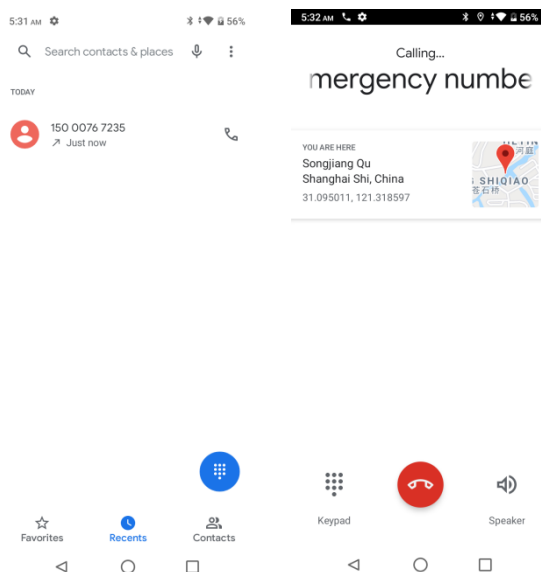 5:31 AM
56%
Search contacts & places
TODAY
150 0076 7235
Just now
Favorites
Recents
Contacts
5:32 AM
56%
Calling...
mergency numbe
YOU ARE HERE
Songjiang Qu
Shanghai Shi, China
31.095011, 121.318597
河庭
SHIQIAO
Keypad
Speaker